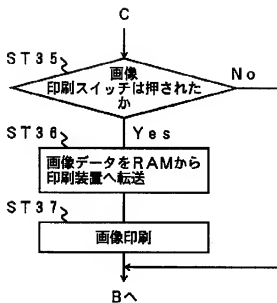 C
ST35
画像
印刷スイッチは押された
か
No
Yes
ST36
画像データをRAMから
印刷装置へ転送
ST37
画像印刷
Bへ